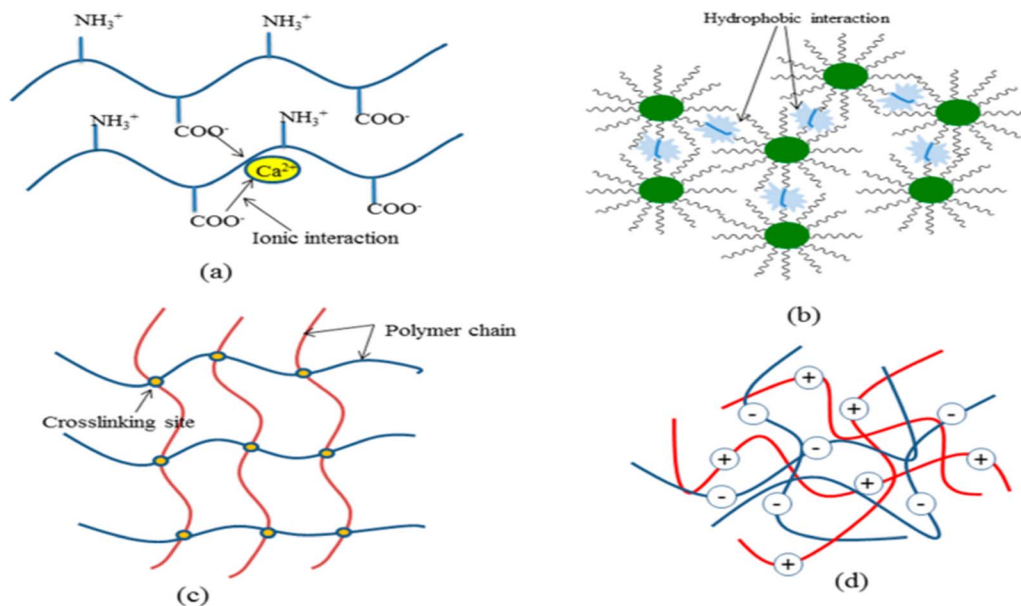 NH₃⁺ NH₃⁺
COO⁻ COO⁻
NH₃⁺ NH₃⁺
Ca²⁺
COO⁻ COO⁻
Ionic interaction
(a)
Hydrophobic interaction
(b)
Polymer chain
Crosslinking site
(c)
+
+
-
-
-
+
+
+
-
-
-
+
(d)